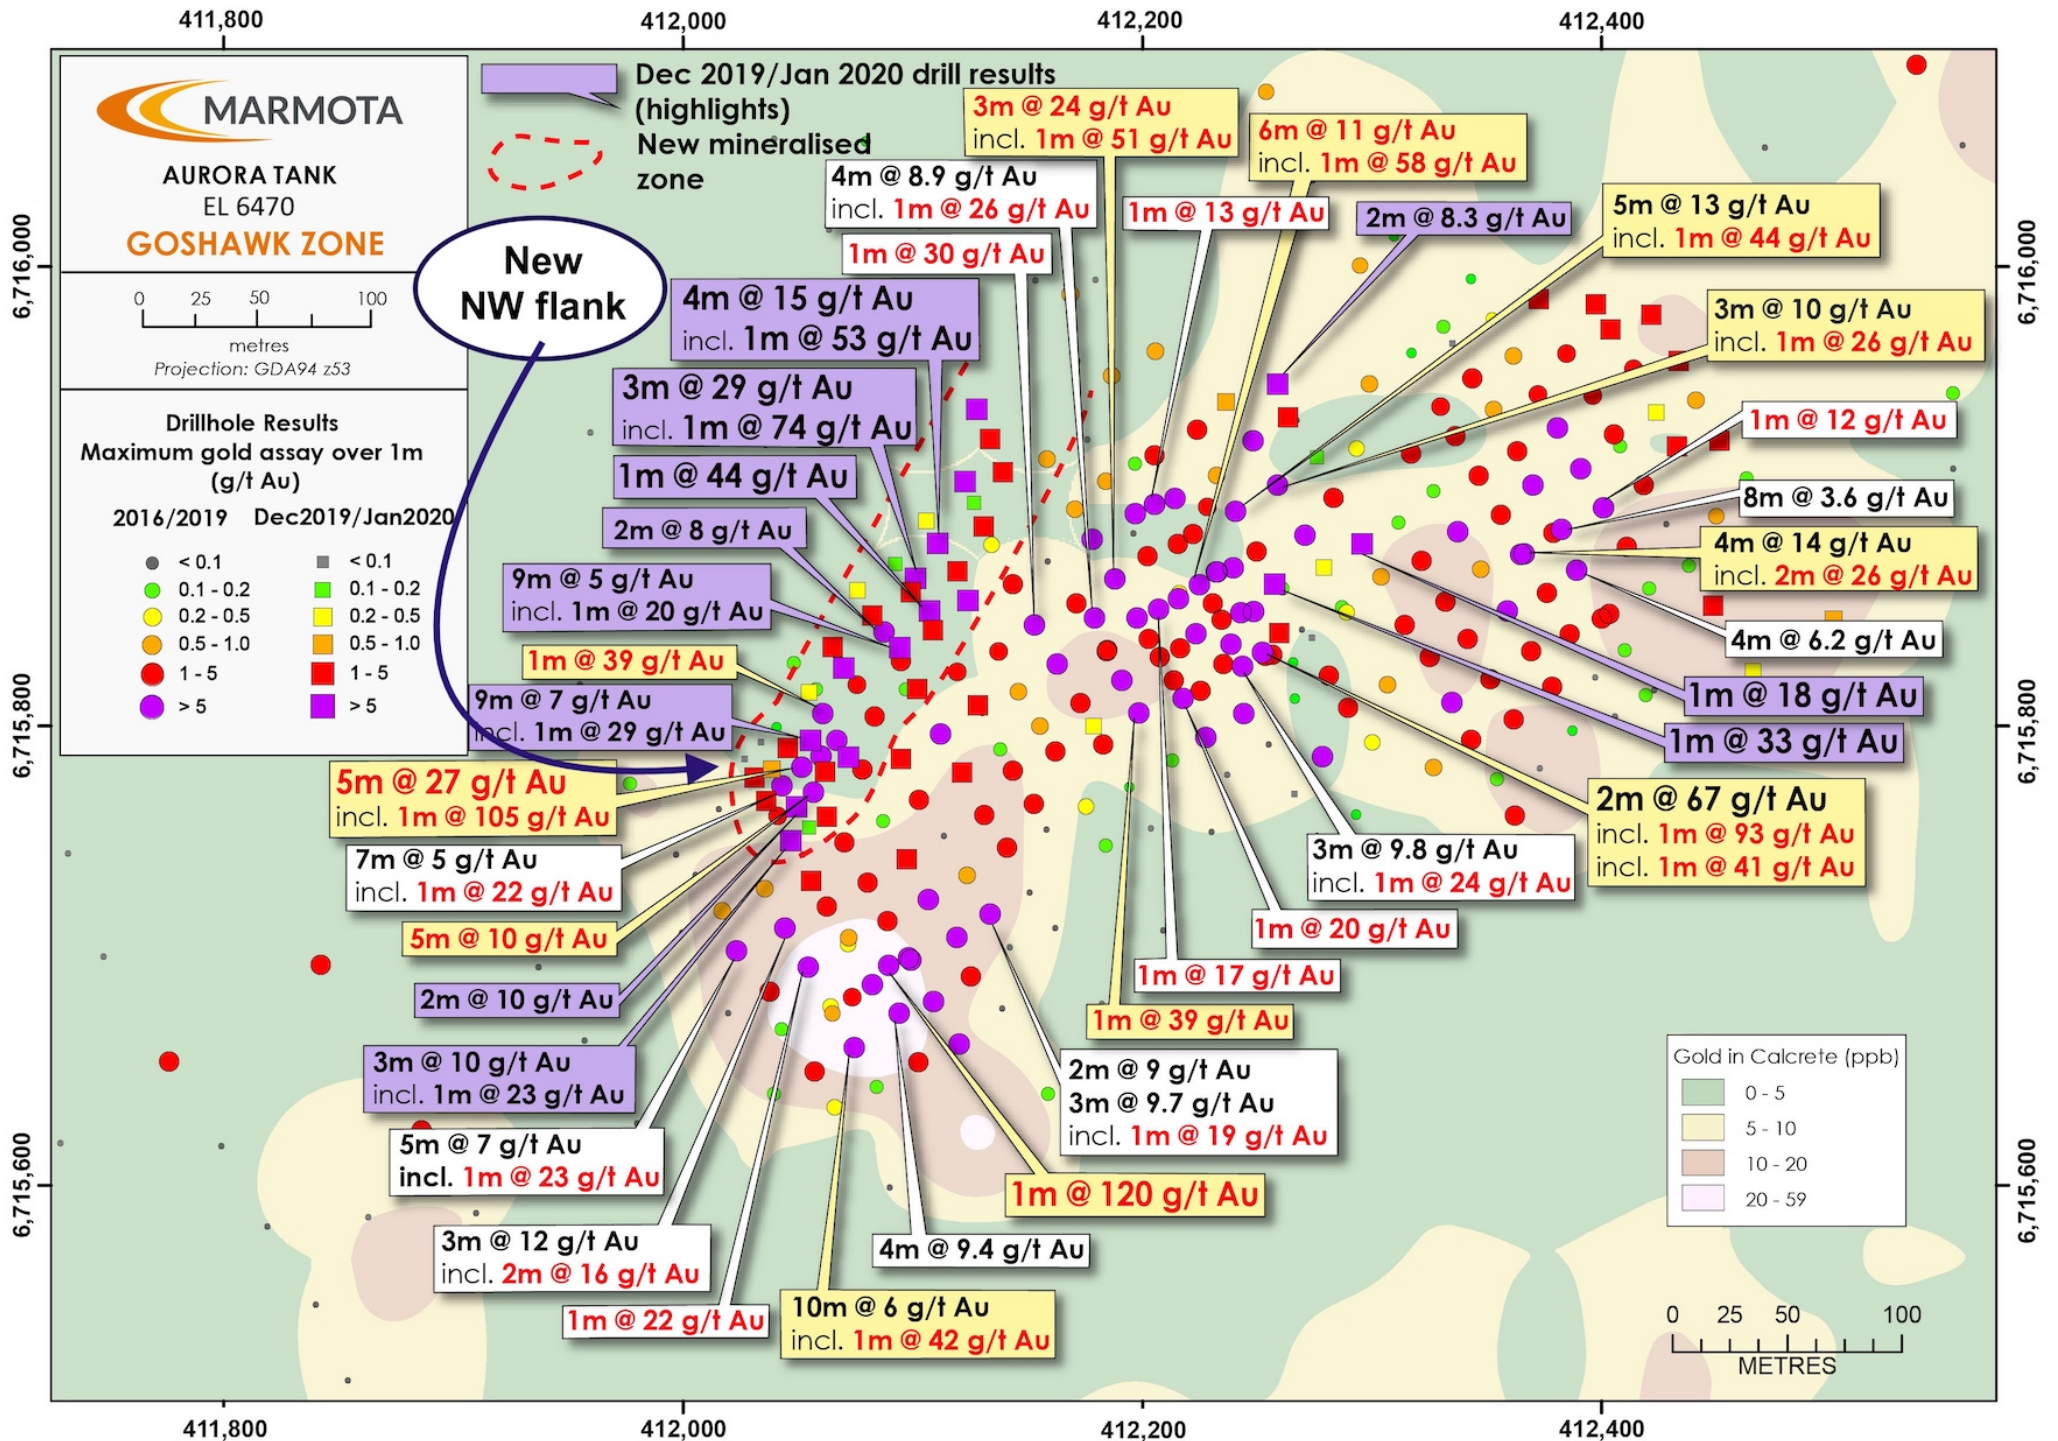 411,800
412,000
412,200
412,400
MARMOTA
AURORA TANK
EL 6470
GOSHAWK ZONE
0 25 50 100
metres
Projection: GDA94 z53
Drillhole Results
Maximum gold assay over 1m
(g/t Au)
2016/2019 Dec2019/Jan2020
< 0.1 < 0.1
0.1 - 0.2 0.1 - 0.2
0.2 - 0.5 0.2 - 0.5
0.5 - 1.0 0.5 - 1.0
1 - 5 1 - 5
> 5 > 5
Dec 2019/Jan 2020 drill results
(highlights)
New mineralised
zone
New
NW flank
3m @ 24 g/t Au
incl. 1m @ 51 g/t Au
6m @ 11 g/t Au
incl. 1m @ 58 g/t Au
4m @ 8.9 g/t Au
incl. 1m @ 26 g/t Au
1m @ 13 g/t Au
2m @ 8.3 g/t Au
5m @ 13 g/t Au
incl. 1m @ 44 g/t Au
1m @ 30 g/t Au
4m @ 15 g/t Au
incl. 1m @ 53 g/t Au
3m @ 10 g/t Au
incl. 1m @ 26 g/t Au
3m @ 29 g/t Au
incl. 1m @ 74 g/t Au
1m @ 12 g/t Au
1m @ 44 g/t Au
8m @ 3.6 g/t Au
2m @ 8 g/t Au
4m @ 14 g/t Au
incl. 2m @ 26 g/t Au
9m @ 5 g/t Au
incl. 1m @ 20 g/t Au
4m @ 6.2 g/t Au
1m @ 39 g/t Au
1m @ 18 g/t Au
9m @ 7 g/t Au
incl. 1m @ 29 g/t Au
1m @ 33 g/t Au
5m @ 27 g/t Au
incl. 1m @ 105 g/t Au
2m @ 67 g/t Au
incl. 1m @ 93 g/t Au
incl. 1m @ 41 g/t Au
7m @ 5 g/t Au
incl. 1m @ 22 g/t Au
3m @ 9.8 g/t Au
incl. 1m @ 24 g/t Au
5m @ 10 g/t Au
1m @ 20 g/t Au
1m @ 17 g/t Au
2m @ 10 g/t Au
1m @ 39 g/t Au
3m @ 10 g/t Au
incl. 1m @ 23 g/t Au
2m @ 9 g/t Au
3m @ 9.7 g/t Au
incl. 1m @ 19 g/t Au
5m @ 7 g/t Au
incl. 1m @ 23 g/t Au
1m @ 120 g/t Au
3m @ 12 g/t Au
incl. 2m @ 16 g/t Au
4m @ 9.4 g/t Au
1m @ 22 g/t Au
10m @ 6 g/t Au
incl. 1m @ 42 g/t Au
Gold in Calcrete (ppb)
0 - 5
5 - 10
10 - 20
20 - 59
0 25 50 100
METRES
6,716,000
6,715,800
6,715,600
6,716,000
6,715,800
6,715,600
411,800
412,000
412,200
412,400